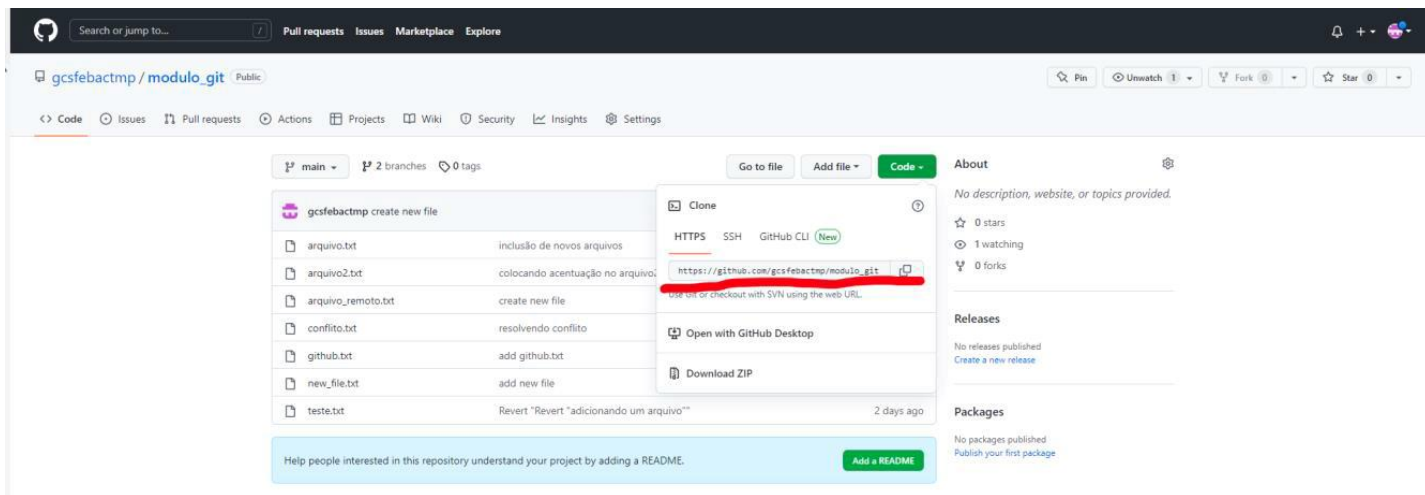 Search or jump to... / Pull requests Issues Marketplace Explore
gcsfebactmp / modulo_git Public Pin Unwatch 1 Fork 0 Star 0
<> Code Issues Pull requests Actions Projects Wiki Security Insights Settings
main 2 branches 0 tags Go to file Add file Code
gcsfebactmp create new file
arquivo.txt inclusão de novos arquivos
arquivo2.txt colocando acentuação no arquivo2
arquivo_remoto.txt create new file
conflito.txt resolvendo conflito
github.txt add github.txt
new_file.txt add new file
teste.txt Revert "Revert "adicionando um arquivo"" 2 days ago
Clone
HTTPS SSH GitHub CLI New
https://github.com/gcsfebactmp/modulo_git
Use Git or checkout with SVN using the web URL.
Open with GitHub Desktop
Download ZIP
Help people interested in this repository understand your project by adding a README. Add a README
About
No description, website, or topics provided.
0 stars
1 watching
0 forks
Releases
No releases published
Create a new release
Packages
No packages published
Publish your first package